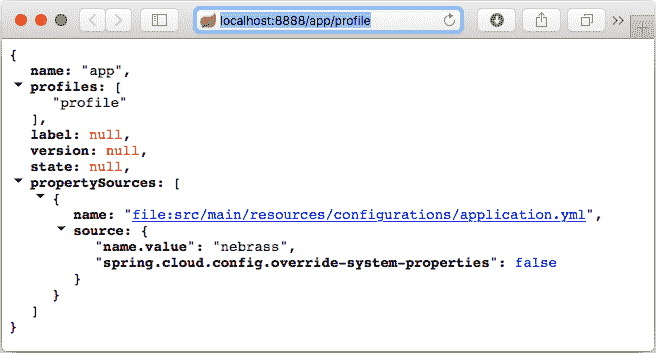 localhost:8888/app/profile
{
name: "app",
profiles: [
"profile"
],
label: null,
version: null,
state: null,
propertySources: [
{
name: "file:src/main/resources/configurations/application.yml",
source: {
"name.value": "nebrass",
"spring.cloud.config.override-system-properties": false
}
}
]
}